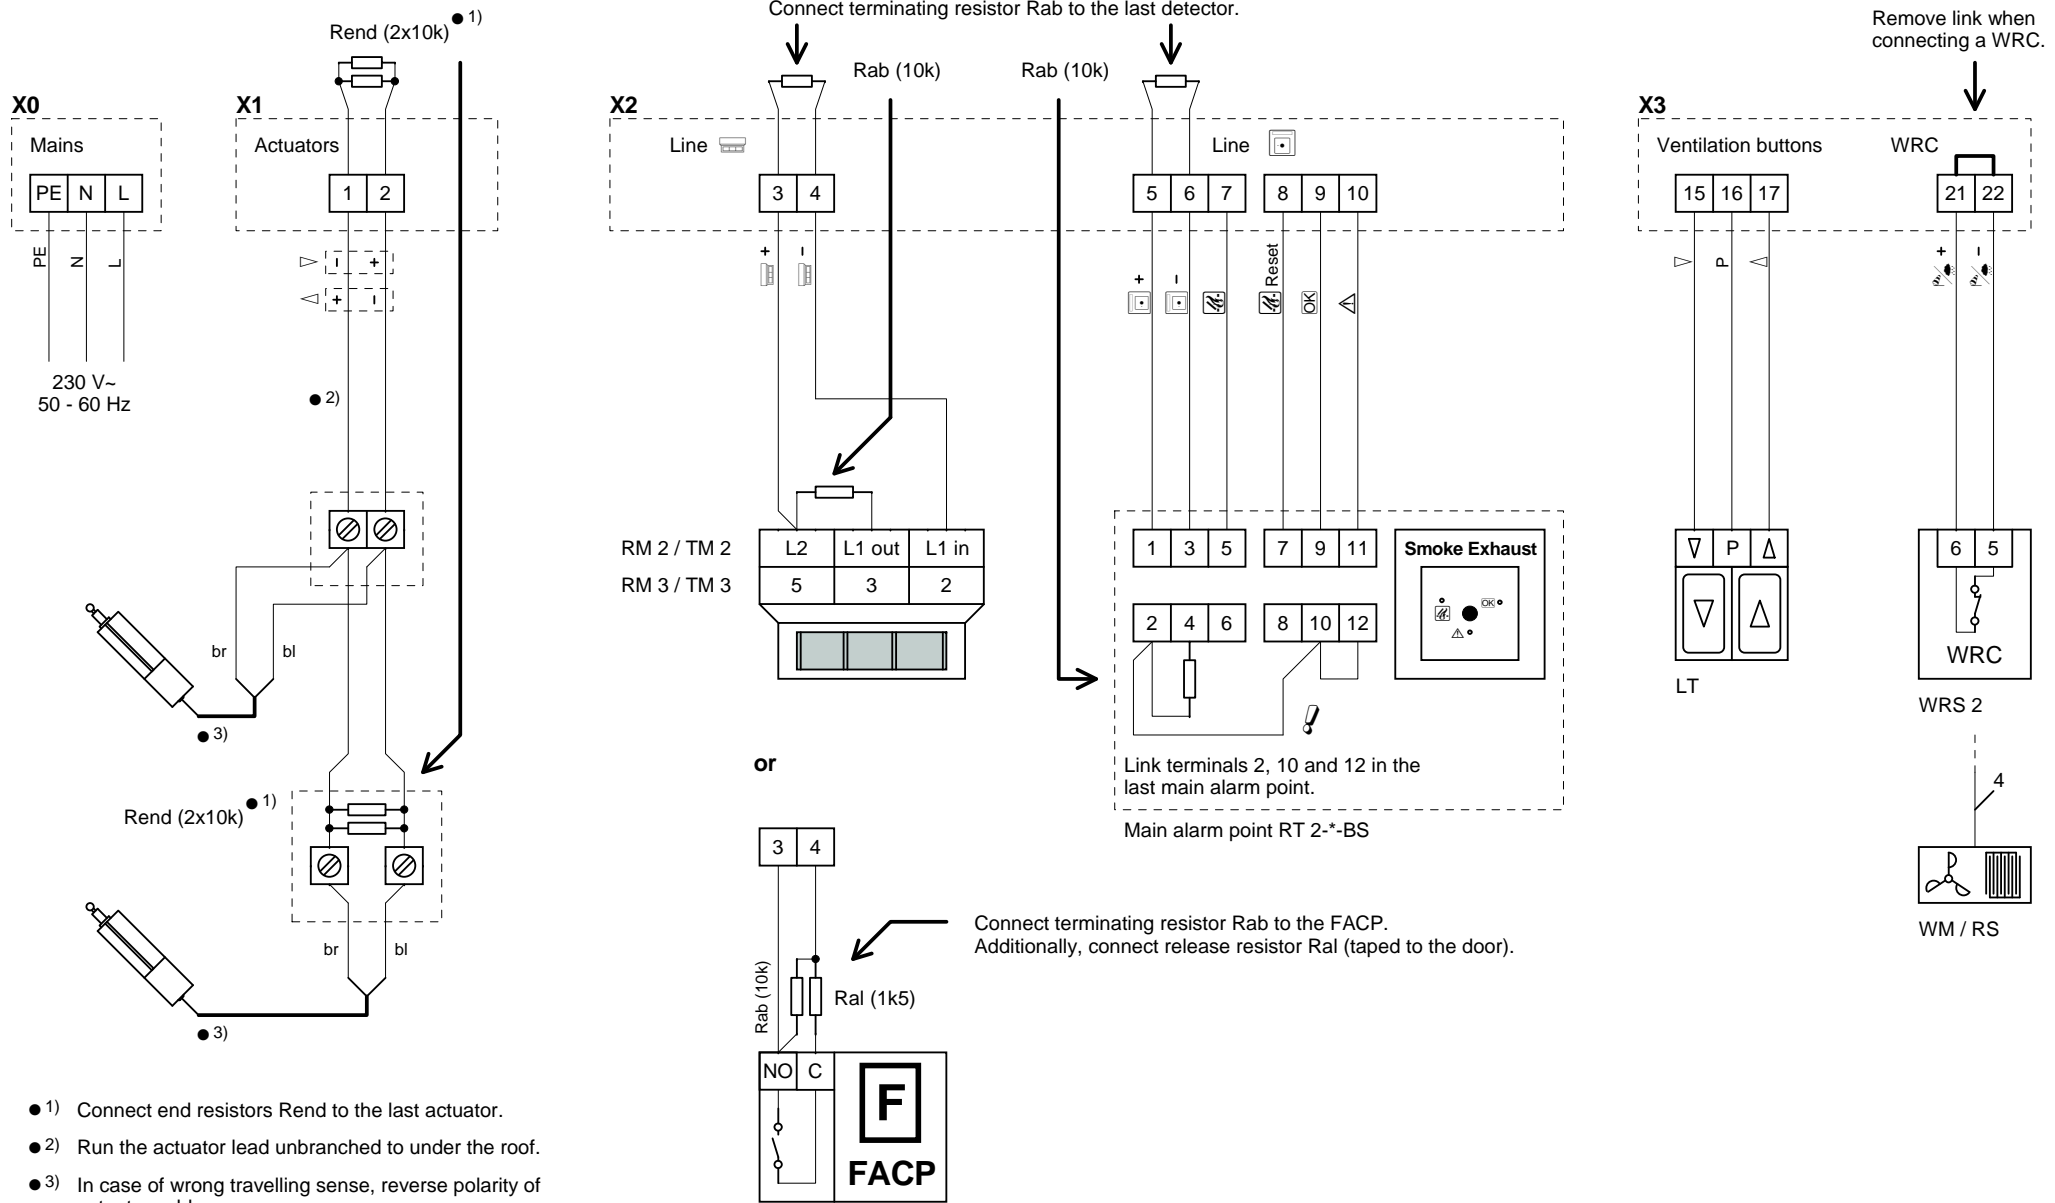 Connect terminating resistor Rab to the last detector.
Rend (2x10k) ● 1)
Rab (10k)
Rab (10k)
Remove link when
connecting a WRC.
X0
Mains
PE N L
PE N L
230 V~
50 - 60 Hz
X1
Actuators
1 2
- +
+ -
● 2)
br bl
● 3)
Rend (2x10k) ● 1)
br bl
● 3)
● 1) Connect end resistors Rend to the last actuator.
● 2) Run the actuator lead unbranched to under the roof.
● 3) In case of wrong travelling sense, reverse polarity of
X2
Line
3 4
+ -
Line
5 6 7 8 9 10
+ - Reset OK
RM 2 / TM 2 L2 L1 out L1 in
RM 3 / TM 3 5 3 2
1 3 5 7 9 11
2 4 6 8 10 12
Smoke Exhaust
OK
Link terminals 2, 10 and 12 in the
last main alarm point.
Main alarm point RT 2-*-BS
or
3 4
Connect terminating resistor Rab to the FACP.
Additionally, connect release resistor Ral (taped to the door).
Rab (10k)
Ral (1k5)
NO C
F
FACP
X3
Ventilation buttons
WRC
15 16 17
21 22
P
+ -
P
LT
6 5
WRC
WRS 2
4
WM / RS